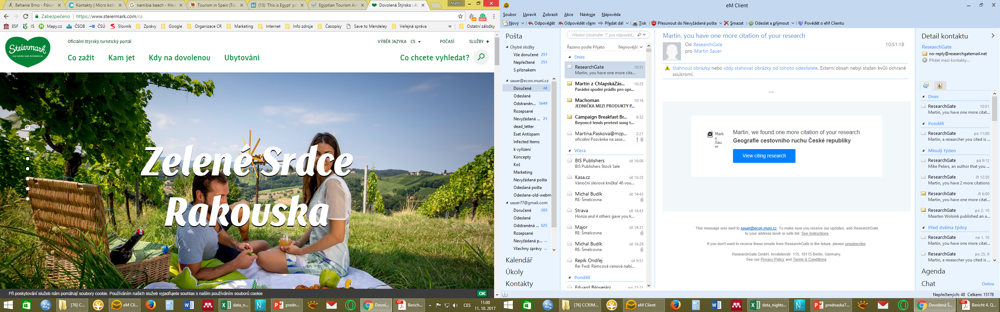 Behanie Brno - Fórum
Kontakty | Micro kolo
namibia beach - Hled
Tourism in Spain |Tou
(13) 'This is Egypt' pr
Egyptian Tourism Aut
Dovolená Štýrsko : Al
Martin
Zabezpečeno
https://www.steiermark.com/cs
off
NEW
ESF
IS
Mapy.cz
ČSOB
ČSÚ
Slovník
Zprávy
Google
Organizace CR
Marketing
Internet
Info zdroje
Časopisy
Save to Mendeley
Veřejná správa
»
Ostatní záložky
Steiermark
DAS GRÜNE HERZ ÖSTERREICHS
Oficiální štýrský turistický portál
VÝBĚR JAZYKA CS
POČASÍ
SLUŽBY +
Co zažít
Kam jet
Kdy na dovolenou
Ubytování
Co chcete vyhledat?
Zelené Srdce
Rakouska
Při poskytování služeb nám pomáhají soubory cookie. Používáním našich služeb vyjadřujete souhlas s naším používáním souborů cookie
OK
[76] C...
eM Cli...
data_n...
predn...
Dovol...
Berich...
CES
11:00
11. 10. 2017
eM Client
Soubor
Upravit
Zobrazit
Akce
Nástroje
Nápověda
Nový
Odpovědět
Odpovědět všem
Předat dál
Tisk
Přesunout do Nevyžádaná pošta
Smazat
Odeslat a přijmout
Povědět o eM Clientu
Pošta
Chytré složky
Vše doručené 251
Nepřečtené 251
S příznakem
sauer@econ.muni.cz
Doručené 48
Odeslané
Odstraněn... 5649
Rozepsané
Nevyžádaná ... 21
dead_letter
Eset Antispam
Infected Items
k vyřízení
Koncepty
Koš
Marketing
Nevyžádaná pošta
Odeslaná pošta
Odeslane-old-webm
sauer77@gmail.com
Doručené 203
Odeslané
Odstraněná ... 625
Rozepsané
Nevyžádaná p... ...
Všechny zprávy ...
Kalendář
Úkoly
Kontakty
Hledat (stiskněte '?' pro nápověd...
Řazeno podle Přijato
Nejnovější
Dnes
ResearchGate 10:51
Martin, you have one more cita...
Martin z ChlapskáZás... 10:25
Parádní spodní prádlo pro opr...
Machoman 10:16
JEDNIČKA MEZI PRODUKTY P...
Campaign Breakfast Br... 9:32
Beyoncé lends protest song t...
Martina.Paskova@mzp... 2:21
oficiální Pozvánka na zase...
Včera
BIS Publishers út 16:06
BIS Publishers Stock Sale
Kasa.cz út 15:25
Vánoční slevová knížka! 46 vou...
Michal Budík út 14:43
RE: Šmelcovna
Strava út 14:43
Honza and 4 others gave you k...
Major út 14:31
RE: Šmelcovna
Michal Budík út 14:28
RE: Šmelcovna
Repík Ondřej út 9:51
Re: Fwd: Rámcová cenová nabí...
Pondělí
Eduard Biloveský po 22:21
Martin, you have one more citation of your research
Od ResearchGate
pro Martin Sauer
10:51:18
Stáhnout obrázky nebo vždy stahovat obrázky od tohoto odesílatele. Externí obsah nebyl stažen kvůli ochraně
soukromí.
Marti
n
Sau
er
Martin, we found one more citation of your research
Geografie cestovního ruchu České republiky
View citing research
This message was sent to sauer@econ.muni.cz. To make sure you receive our updates, add ResearchGate
to your address book or safe list. See instructions
If you don't want to receive these emails from ResearchGate in the future, please unsubscribe.
ResearchGate GmbH, Invalidenstr. 115, 10115 Berlin, Germany.
See our Privacy Policy and Terms & Conditions.
Detail kontaktu
ResearchGate
no-reply@researchgatemail.net
Přidat mezi kontakty...
Dnes
ResearchGate 10:51
Martin, you have one more citat...
Pondělí
ResearchGate po 11:00
Martin, a researcher you cited is ...
Minulý týden
ResearchGate pá 9:12
Mike Peters, an author that you ...
ResearchGate čt 12:30
Martin, you have 2 more citations
ResearchGate čt 6:00
Martin, you have one more citat...
ResearchGate po 2. 10
Maarten Wolsink published an a...
Před dvěma týdny
ResearchGate ne 1. 10
Martin, you have one more citat...
ResearchGate po 25. 9
Martin, a researcher you cited is ...
Agenda
Chat
Online
Nepřečtených: 48 Celkem: 15178
[76] CCRJM...
eM Client
data_nights...
prednaska7...
Dovolená Š...
Bericht 4. Q...